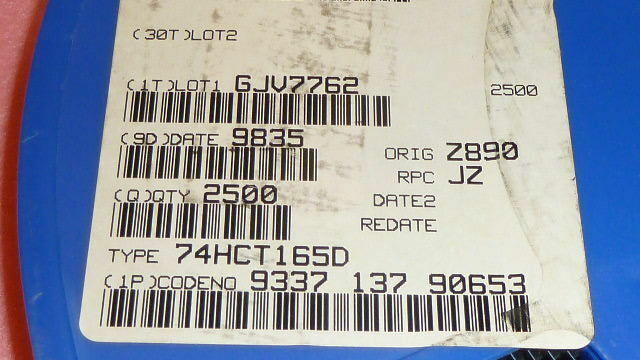 (30T)LOT2
(1T)LOT1 GJV7762 2500
(9D)DATE 9835
ORIG Z890
(Q)QTY 2500
RPC JZ
DATE2
REDATE
TYPE 74HCT165D
(1P)CODENO 9337 137 90653